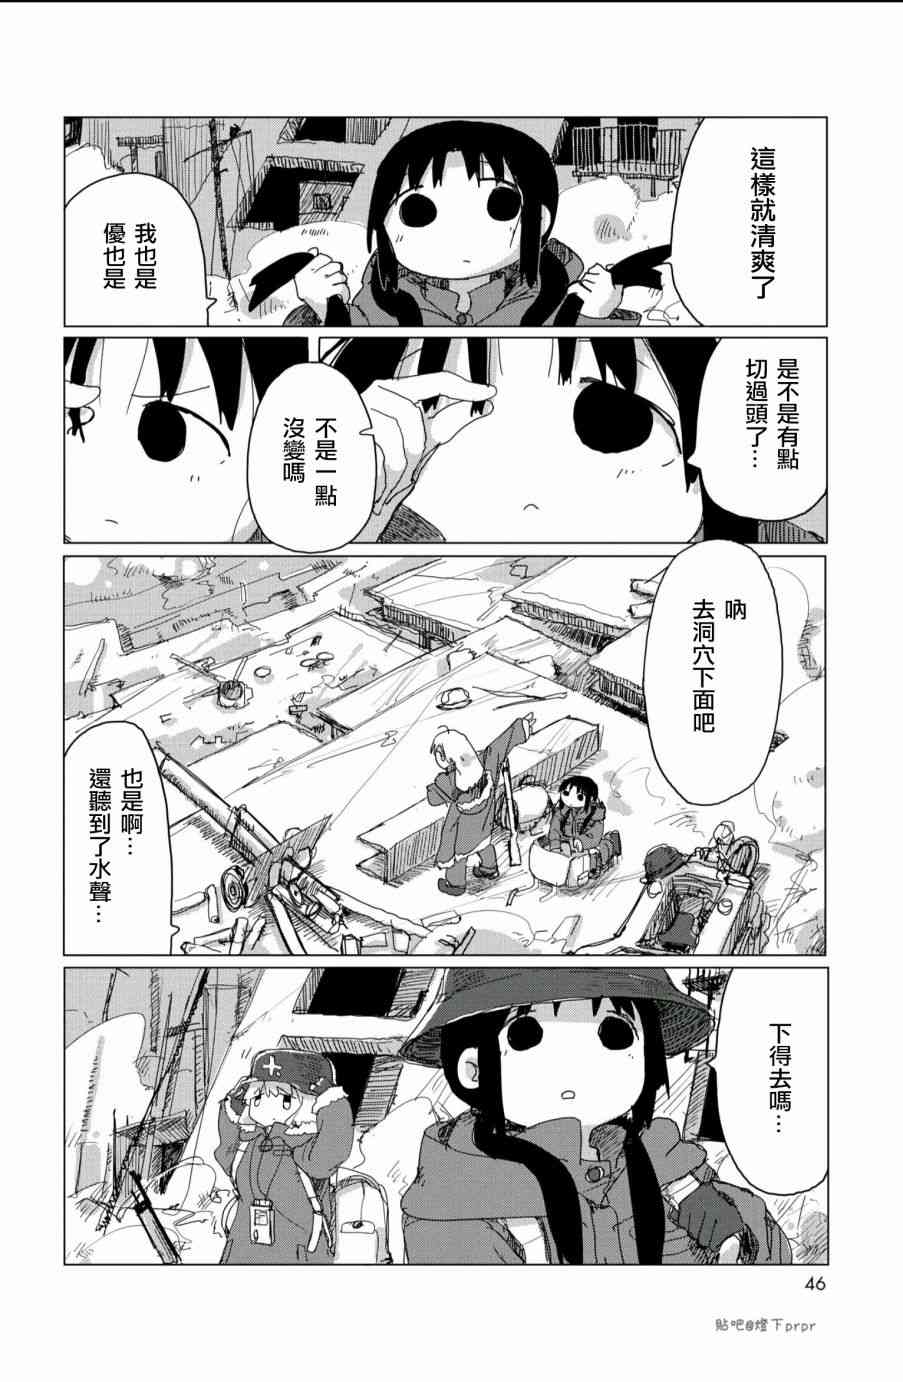 這樣就清爽了
我也是
優也是
是不是有點
切過頭了…
不是一點
沒變嗎
吶
去洞穴下面吧
也是啊…
還聽到了水聲…
下得去嗎…
46
貼吧@燈下prpr